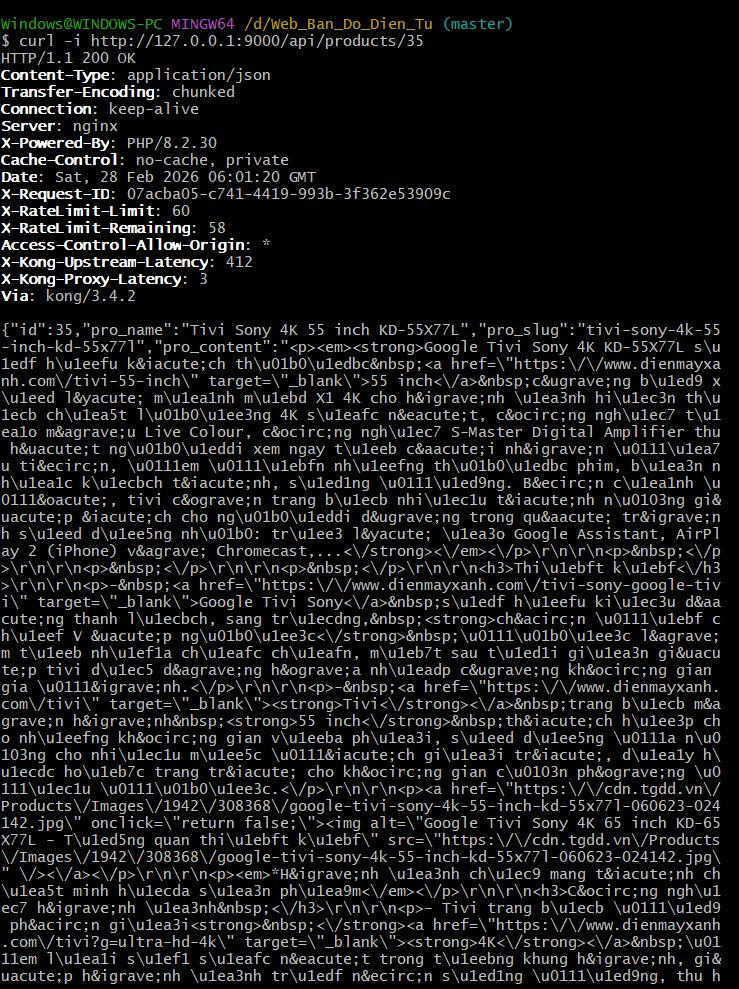 Windows@WINDOWS-PC MINGW64 /d/Web_Ban_Do_Dien_Tu (master)
$ curl -i http://127.0.0.1:9000/api/products/35
HTTP/1.1 200 OK
Content-Type: application/json
Transfer-Encoding: chunked
Connection: keep-alive
Server: nginx
X-Powered-By: PHP/8.2.30
Cache-Control: no-cache, private
Date: Sat, 28 Feb 2026 06:01:20 GMT
X-Request-ID: 07acba05-c741-4419-993b-3f362e53909c
X-RateLimit-Limit: 60
X-RateLimit-Remaining: 58
Access-Control-Allow-Origin: *
X-Kong-Upstream-Latency: 412
X-Kong-Proxy-Latency: 3
Via: kong/3.4.2

{"id":35,"pro_name":"Tivi Sony 4K 55 inch KD-55X77L","pro_slug":"tivi-sony-4k-55
-inch-kd-55x77l","pro_content":"<p><em><strong>Google Tivi Sony 4K KD-55X77L s\u
1edf h\u1eefu k&iacute;ch th\u01b0\u1edbc&nbsp;<a href=\"https:\/\/www.dienmayxa
nh.com\/tivi-55-inch\" target=\"_blank\">55 inch<\/a>&nbsp;c&ugrave;ng b\u1ed9 x
\u1eed l&yacute; m\u1ea1nh m\u1ebd X1 4K cho h&igrave;nh \u1ea3nh hi\u1ec3n th\u
1ecb ch\u1ea5t l\u01b0\u1ee3ng 4K s\u1eafc n&eacute;t, c&ocirc;ng ngh\u1ec7 t\u1
ea1o m&agrave;u Live Colour, c&ocirc;ng ngh\u1ec7 S-Master Digital Amplifier thu
 h&uacute;t ng\u01b0\u1eddi xem ngay t\u1eeb c&aacute;i nh&igrave;n \u0111\u1ea7
u ti&ecirc;n, \u0111em \u0111\u1ebfn nh\u1eefng th\u01b0\u1edbc phim, b\u1ea3n n
h\u1ea1c k\u1ecbch t&iacute;nh, s\u1ed1ng \u0111\u1ed9ng. B&ecirc;n c\u1ea1nh \u
0111&oacute;, tivi c&ograve;n trang b\u1ecb nhi\u1ec1u t&iacute;nh n\u0103ng gi&
uacute;p &iacute;ch cho ng\u01b0\u1eddi d&ugrave;ng trong qu&aacute; tr&igrave;n
h s\u1eed d\u1ee5ng nh\u01b0: tr\u1ee3 l&yacute; \u1ea3o Google Assistant, AirPl
ay 2 (iPhone) v&agrave; Chromecast,...<\/strong><\/em><\/p>\r\n\r\n<p>&nbsp;<\/p
>\r\n\r\n<p>&nbsp;<\/p>\r\n\r\n<p>&nbsp;<\/p>\r\n\r\n<h3>Thi\u1ebft k\u1ebf<\/h3
>\r\n\r\n<p>-&nbsp;<a href=\"https:\/\/www.dienmayxanh.com\/tivi-sony-google-tiv
i\" target=\"_blank\">Google Tivi Sony<\/a>&nbsp;s\u1edf h\u1eefu ki\u1ec3u d&aa
cute;ng thanh l\u1ecbch, sang tr\u1ecdng,&nbsp;<strong>ch&acirc;n \u0111\u1ebf c
h\u1eef V &uacute;p ng\u01b0\u1ee3c<\/strong>&nbsp;\u0111\u01b0\u1ee3c l&agrave;
m t\u1eeb nh\u1ef1a ch\u1eafc ch\u1eafn, m\u1eb7t sau t\u1ed1i gi\u1ea3n gi&uacu
te;p tivi d\u1ec5 d&agrave;ng h&ograve;a nh\u1eadp c&ugrave;ng kh&ocirc;ng gian 
gia \u0111&igrave;nh.<\/p>\r\n\r\n<p>-&nbsp;<a href=\"https:\/\/www.dienmayxanh.
com\/tivi\" target=\"_blank\"><strong>Tivi<\/strong><\/a>&nbsp;trang b\u1ecb m&a
grave;n h&igrave;nh&nbsp;<strong>55 inch<\/strong>&nbsp;th&iacute;ch h\u1ee3p ch
o nh\u1eefng kh&ocirc;ng gian v\u1eeba ph\u1ea3i, s\u1eed d\u1ee5ng \u0111a n\u0
103ng cho nhi\u1ec1u m\u1ee5c \u0111&iacute;ch gi\u1ea3i tr&iacute;, d\u1ea1y h\
u1ecdc ho\u1eb7c trang tr&iacute; cho kh&ocirc;ng gian c\u0103n ph&ograve;ng \u0
111\u1ec1u \u0111\u01b0\u1ee3c.<\/p>\r\n\r\n<p><a href=\"https:\/\/cdn.tgdd.vn\/
Products\/Images\/1942\/308368\/google-tivi-sony-4k-55-inch-kd-55x77l-060623-024
142.jpg\" onclick=\"return false;\"><img alt=\"Google Tivi Sony 4K 65 inch KD-65
X77L - T\u1ed5ng quan thi\u1ebft k\u1ebf\" src=\"https:\/\/cdn.tgdd.vn\/Products
\/Images\/1942\/308368\/google-tivi-sony-4k-55-inch-kd-55x77l-060623-024142.jpg\
" \/><\/a><\/p>\r\n\r\n<p><em>*H&igrave;nh \u1ea3nh ch\u1ec9 mang t&iacute;nh ch
\u1ea5t minh h\u1ecda s\u1ea3n ph\u1ea9m<\/em><\/p>\r\n\r\n<h3>C&ocirc;ng ngh\u1
ec7 h&igrave;nh \u1ea3nh&nbsp;<\/h3>\r\n\r\n<p>- Tivi trang b\u1ecb \u0111\u1ed9
 ph&acirc;n gi\u1ea3i<strong>&nbsp;<\/strong><a href=\"https:\/\/www.dienmayxanh
.com\/tivi?g=ultra-hd-4k\" target=\"_blank\"><strong>4K<\/strong><\/a>&nbsp;\u01
11em l\u1ea1i s\u1ef1 s\u1eafc n&eacute;t trong t\u1eebng khung h&igrave;nh, gi&
uacute;p h&igrave;nh \u1ea3nh tr\u1edf n&ecirc;n s\u1ed1ng \u0111\u1ed9ng, thu h